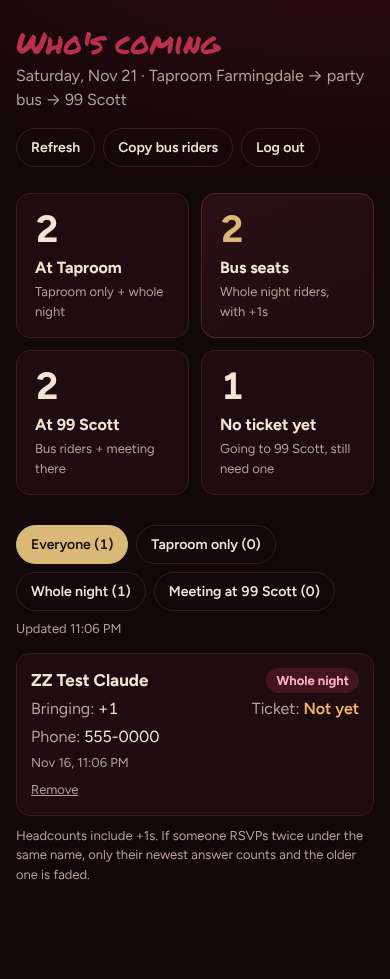 Who's coming
Saturday, Nov 21 · Taproom Farmingdale → party
bus → 99 Scott
Refresh
Copy bus riders
Log out
2
At Taproom
Taproom only + whole
night
2
Bus seats
Whole night riders,
with +1s
2
At 99 Scott
Bus riders + meeting
there
1
No ticket yet
Going to 99 Scott, still
need one
Everyone (1)
Taproom only (0)
Whole night (1)
Meeting at 99 Scott (0)
Updated 11:06 PM
ZZ Test Claude
Whole night
Bringing: +1
Ticket: Not yet
Phone: 555-0000
Nov 16, 11:06 PM
Remove
Headcounts include +1s. If someone RSVPs twice under the
same name, only their newest answer counts and the older
one is faded.